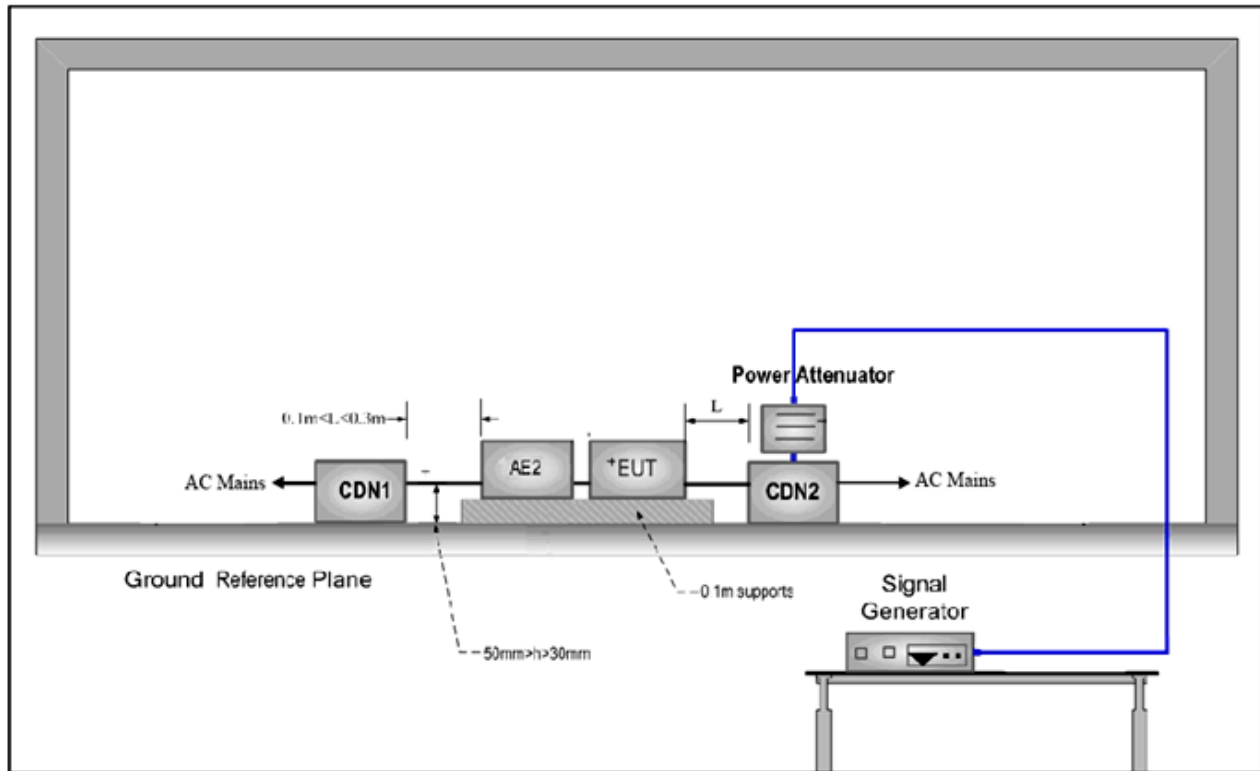 Power Attenuator
0.1m<L<0.3m
L
AC Mains
CDN1
AE2
+EUT
CDN2
AC Mains
Ground Reference Plane
0 1m supports
50mm>h>30mm
Signal
Generator